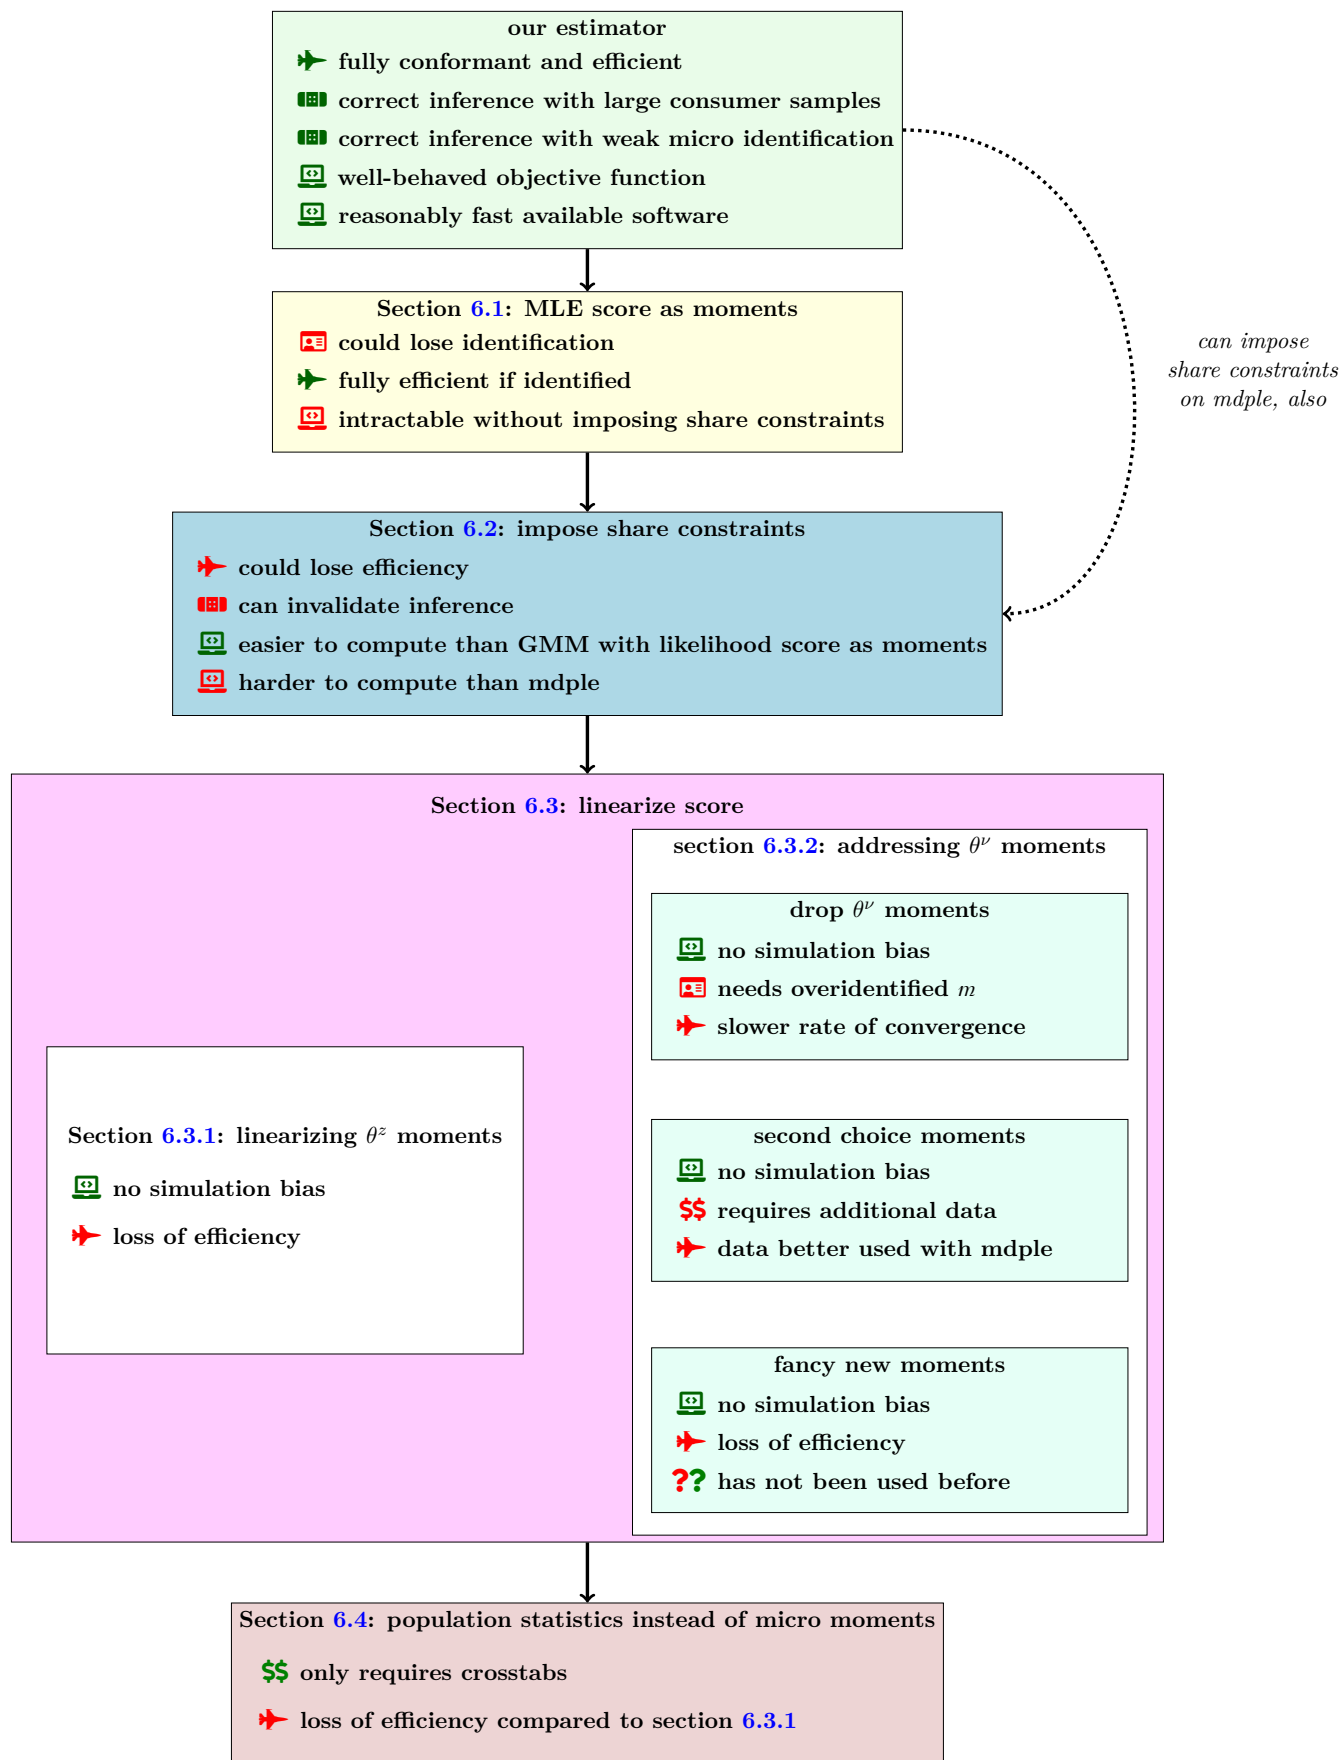 our estimator
fully conformant and efficient
correct inference with large consumer samples
correct inference with weak micro identification
well-behaved objective function
reasonably fast available software
Section 6.1: MLE score as moments
could lose identification
fully efficient if identified
intractable without imposing share constraints
can impose
share constraints
on mdple, also
Section 6.2: impose share constraints
could lose efficiency
can invalidate inference
easier to compute than GMM with likelihood score as moments
harder to compute than mdple
Section 6.3: linearize score
Section 6.3.1: linearizing θ^z moments
no simulation bias
loss of efficiency
section 6.3.2: addressing θ^ν moments
drop θ^ν moments
no simulation bias
needs overidentified m
slower rate of convergence
second choice moments
no simulation bias
$$ requires additional data
data better used with mdple
fancy new moments
no simulation bias
loss of efficiency
?? has not been used before
Section 6.4: population statistics instead of micro moments
$$ only requires crosstabs
loss of efficiency compared to section 6.3.1